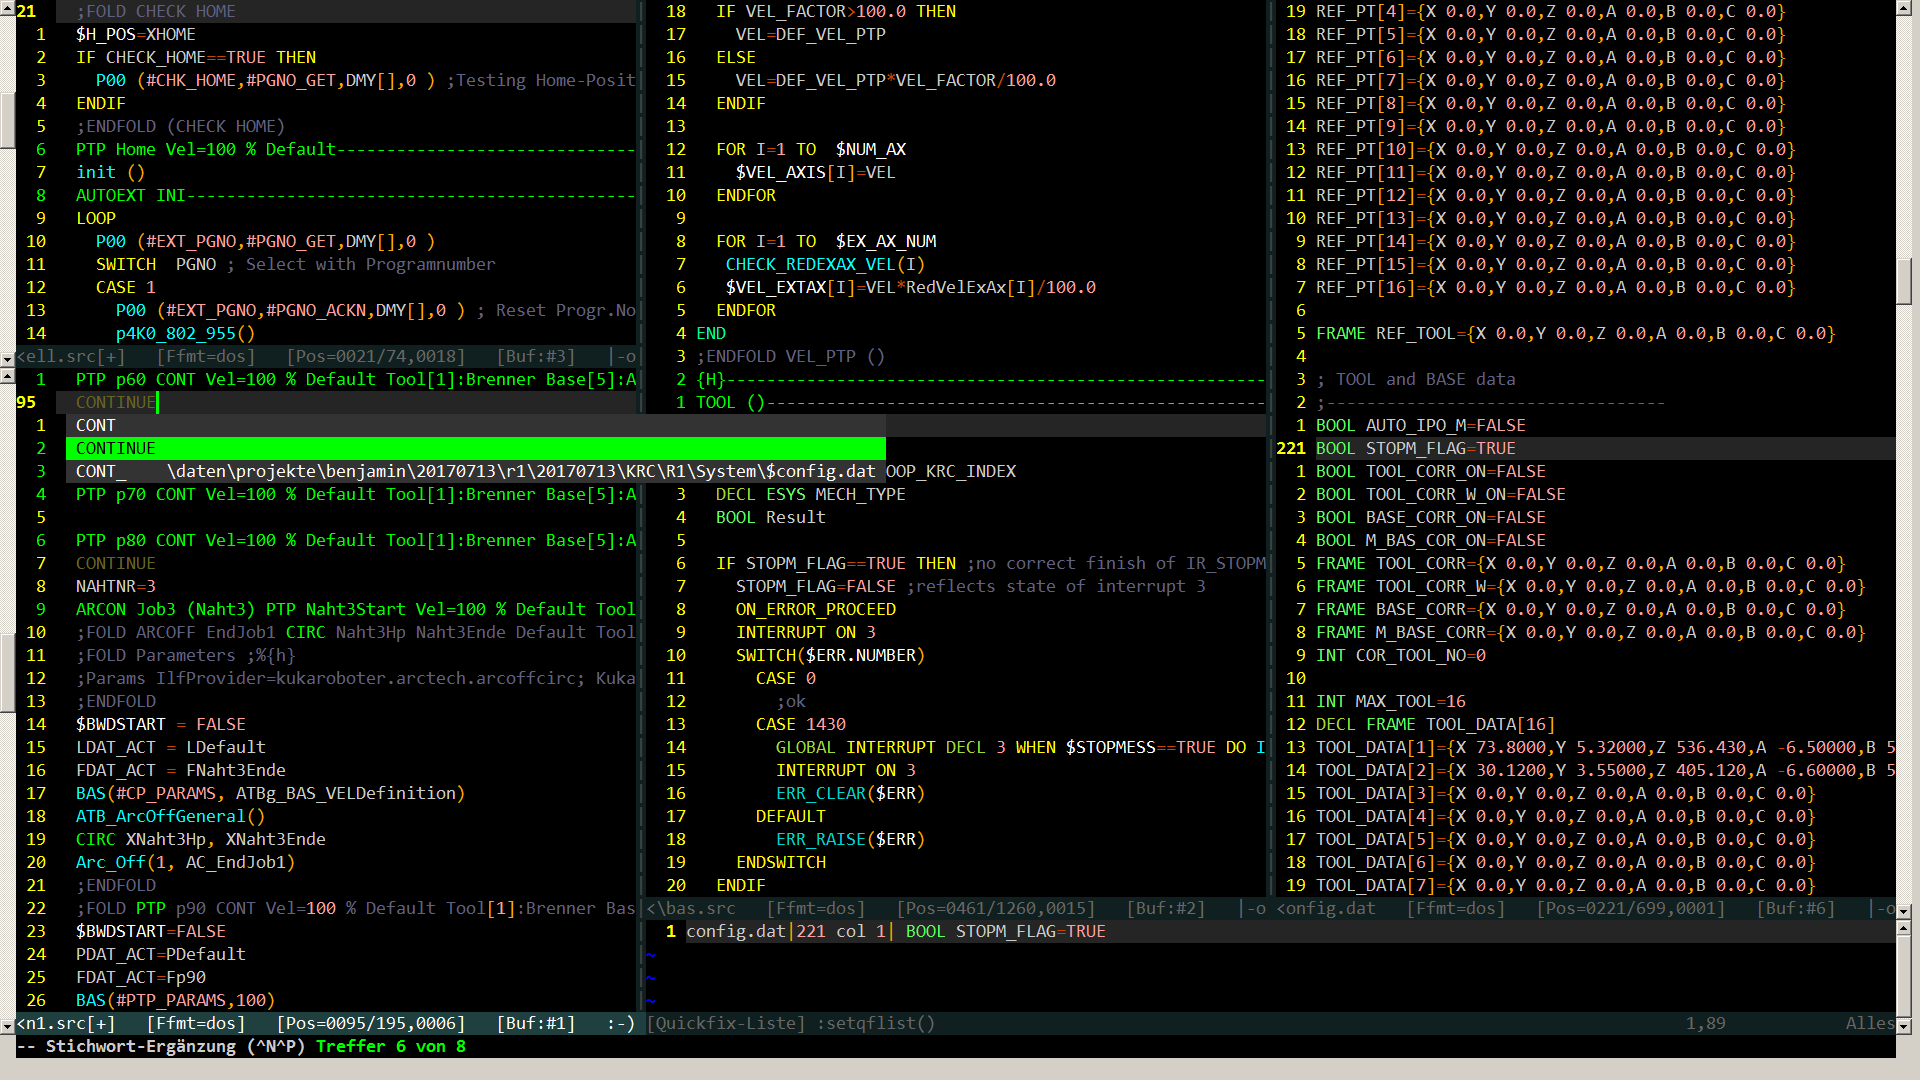 21    ;FOLD CHECK HOME
  1   $H_POS=XHOME
  2   IF CHECK_HOME==TRUE THEN
  3     P00 (#CHK_HOME,#PGNO_GET,DMY[],0 ) ;Testing Home-Posit
  4   ENDIF
  5   ;ENDFOLD (CHECK HOME)
  6   PTP Home Vel=100 % Default------------------------------
  7   init ()
  8   AUTOEXT INI---------------------------------------------
  9   LOOP
 10     P00 (#EXT_PGNO,#PGNO_GET,DMY[],0 )
 11     SWITCH  PGNO ; Select with Programnumber
 12     CASE 1
 13       P00 (#EXT_PGNO,#PGNO_ACKN,DMY[],0 ) ; Reset Progr.No
 14       p4K0_802_955()
<ell.src[+]   [Ffmt=dos]   [Pos=0021/74,0018]   [Buf:#3]   |-o
  1   PTP p60 CONT Vel=100 % Default Tool[1]:Brenner Base[5]:A
95    CONTINUE
  1   CONT
  2   CONTINUE
  3   CONT_    \daten\projekte\benjamin\20170713\r1\20170713\KRC\R1\System\$config.dat
  4   PTP p70 CONT Vel=100 % Default Tool[1]:Brenner Base[5]:A
  5
  6   PTP p80 CONT Vel=100 % Default Tool[1]:Brenner Base[5]:A
  7   CONTINUE
  8   NAHTNR=3
  9   ARCON Job3 (Naht3) PTP Naht3Start Vel=100 % Default Tool
 10   ;FOLD ARCOFF EndJob1 CIRC Naht3Hp Naht3Ende Default Tool
 11   ;FOLD Parameters ;%{h}
 12   ;Params IlfProvider=kukaroboter.arctech.arcoffcirc; Kuka
 13   ;ENDFOLD
 14   $BWDSTART = FALSE
 15   LDAT_ACT = LDefault
 16   FDAT_ACT = FNaht3Ende
 17   BAS(#CP_PARAMS, ATBg_BAS_VELDefinition)
 18   ATB_ArcOffGeneral()
 19   CIRC XNaht3Hp, XNaht3Ende
 20   Arc_Off(1, AC_EndJob1)
 21   ;ENDFOLD
 22   ;FOLD PTP p90 CONT Vel=100 % Default Tool[1]:Brenner Bas
 23   $BWDSTART=FALSE
 24   PDAT_ACT=PDefault
 25   FDAT_ACT=Fp90
 26   BAS(#PTP_PARAMS,100)
<n1.src[+]   [Ffmt=dos]   [Pos=0095/195,0006]   [Buf:#1]   :-)
-- Stichwort-Ergänzung (^N^P) Treffer 6 von 8
 18   IF VEL_FACTOR>100.0 THEN
 17     VEL=DEF_VEL_PTP
 16   ELSE
 15     VEL=DEF_VEL_PTP*VEL_FACTOR/100.0
 14   ENDIF
 13
 12   FOR I=1 TO  $NUM_AX
 11     $VEL_AXIS[I]=VEL
 10   ENDFOR
  9
  8   FOR I=1 TO  $EX_AX_NUM
  7    CHECK_REDEXAX_VEL(I)
  6    $VEL_EXTAX[I]=VEL*RedVelExAx[I]/100.0
  5   ENDFOR
  4 END
  3 ;ENDFOLD VEL_PTP ()
  2 {H}------------------------------------------------------
  1 TOOL ()--------------------------------------------------
OOP_KRC_INDEX
  3   DECL ESYS MECH_TYPE
  4   BOOL Result
  5
  6   IF STOPM_FLAG==TRUE THEN ;no correct finish of IR_STOPM
  7     STOPM_FLAG=FALSE ;reflects state of interrupt 3
  8     ON_ERROR_PROCEED
  9     INTERRUPT ON 3
 10     SWITCH($ERR.NUMBER)
 11       CASE 0
 12         ;ok
 13       CASE 1430
 14         GLOBAL INTERRUPT DECL 3 WHEN $STOPMESS==TRUE DO I
 15         INTERRUPT ON 3
 16         ERR_CLEAR($ERR)
 17       DEFAULT
 18         ERR_RAISE($ERR)
 19     ENDSWITCH
 20   ENDIF
<\bas.src   [Ffmt=dos]   [Pos=0461/1260,0015]   [Buf:#2]   |-o
 19 REF_PT[4]={X 0.0,Y 0.0,Z 0.0,A 0.0,B 0.0,C 0.0}
 18 REF_PT[5]={X 0.0,Y 0.0,Z 0.0,A 0.0,B 0.0,C 0.0}
 17 REF_PT[6]={X 0.0,Y 0.0,Z 0.0,A 0.0,B 0.0,C 0.0}
 16 REF_PT[7]={X 0.0,Y 0.0,Z 0.0,A 0.0,B 0.0,C 0.0}
 15 REF_PT[8]={X 0.0,Y 0.0,Z 0.0,A 0.0,B 0.0,C 0.0}
 14 REF_PT[9]={X 0.0,Y 0.0,Z 0.0,A 0.0,B 0.0,C 0.0}
 13 REF_PT[10]={X 0.0,Y 0.0,Z 0.0,A 0.0,B 0.0,C 0.0}
 12 REF_PT[11]={X 0.0,Y 0.0,Z 0.0,A 0.0,B 0.0,C 0.0}
 11 REF_PT[12]={X 0.0,Y 0.0,Z 0.0,A 0.0,B 0.0,C 0.0}
 10 REF_PT[13]={X 0.0,Y 0.0,Z 0.0,A 0.0,B 0.0,C 0.0}
  9 REF_PT[14]={X 0.0,Y 0.0,Z 0.0,A 0.0,B 0.0,C 0.0}
  8 REF_PT[15]={X 0.0,Y 0.0,Z 0.0,A 0.0,B 0.0,C 0.0}
  7 REF_PT[16]={X 0.0,Y 0.0,Z 0.0,A 0.0,B 0.0,C 0.0}
  6
  5 FRAME REF_TOOL={X 0.0,Y 0.0,Z 0.0,A 0.0,B 0.0,C 0.0}
  4
  3 ; TOOL and BASE data
  2 ;----------------------------------
  1 BOOL AUTO_IPO_M=FALSE
221 BOOL STOPM_FLAG=TRUE
  1 BOOL TOOL_CORR_ON=FALSE
  2 BOOL TOOL_CORR_W_ON=FALSE
  3 BOOL BASE_CORR_ON=FALSE
  4 BOOL M_BAS_COR_ON=FALSE
  5 FRAME TOOL_CORR={X 0.0,Y 0.0,Z 0.0,A 0.0,B 0.0,C 0.0}
  6 FRAME TOOL_CORR_W={X 0.0,Y 0.0,Z 0.0,A 0.0,B 0.0,C 0.0}
  7 FRAME BASE_CORR={X 0.0,Y 0.0,Z 0.0,A 0.0,B 0.0,C 0.0}
  8 FRAME M_BASE_CORR={X 0.0,Y 0.0,Z 0.0,A 0.0,B 0.0,C 0.0}
  9 INT COR_TOOL_NO=0
 10
 11 INT MAX_TOOL=16
 12 DECL FRAME TOOL_DATA[16]
 13 TOOL_DATA[1]={X 73.8000,Y 5.32000,Z 536.430,A -6.50000,B 5
 14 TOOL_DATA[2]={X 30.1200,Y 3.55000,Z 405.120,A -6.60000,B 5
 15 TOOL_DATA[3]={X 0.0,Y 0.0,Z 0.0,A 0.0,B 0.0,C 0.0}
 16 TOOL_DATA[4]={X 0.0,Y 0.0,Z 0.0,A 0.0,B 0.0,C 0.0}
 17 TOOL_DATA[5]={X 0.0,Y 0.0,Z 0.0,A 0.0,B 0.0,C 0.0}
 18 TOOL_DATA[6]={X 0.0,Y 0.0,Z 0.0,A 0.0,B 0.0,C 0.0}
 19 TOOL_DATA[7]={X 0.0,Y 0.0,Z 0.0,A 0.0,B 0.0,C 0.0}
<onfig.dat   [Ffmt=dos]   [Pos=0221/699,0001]   [Buf:#6]   |-o
  1 config.dat|221 col 1| BOOL STOPM_FLAG=TRUE
~
~
~
[Quickfix-Liste] :setqflist()    1,89    Alles